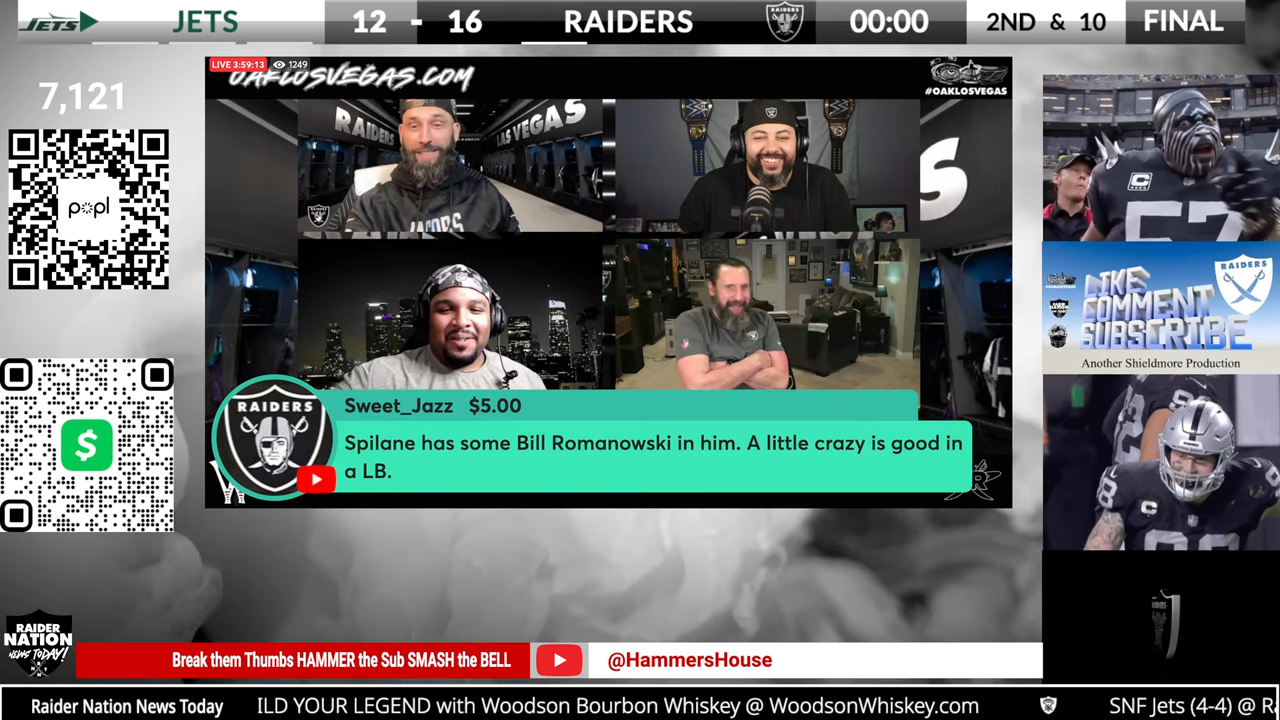 JETS
JETS
12 - 16
RAIDERS
RAIDERS
00:00
2ND & 10
FINAL
7,121
popl
$
LIVE 3:59:13
1249
OAKLOSVEGAS.COM
#OAKLOSVEGAS
RAIDERS
LAS VEGAS
S
JACOBS
RAIDERS
Sweet_Jazz $5.00
Spilane has some Bill Romanowski in him. A little crazy is good in
a LB.
C
57
RAIDERS
LIKE
COMMENT
SUBSCRIBE
Another Shieldmore Production
C
RAIDER
NATION
NEWS TODAY!
Break them Thumbs HAMMER the Sub SMASH the BELL
@HammersHouse
Raider Nation News Today
ILD YOUR LEGEND with Woodson Bourbon Whiskey @ WoodsonWhiskey.com
SNF Jets (4-4) @ R